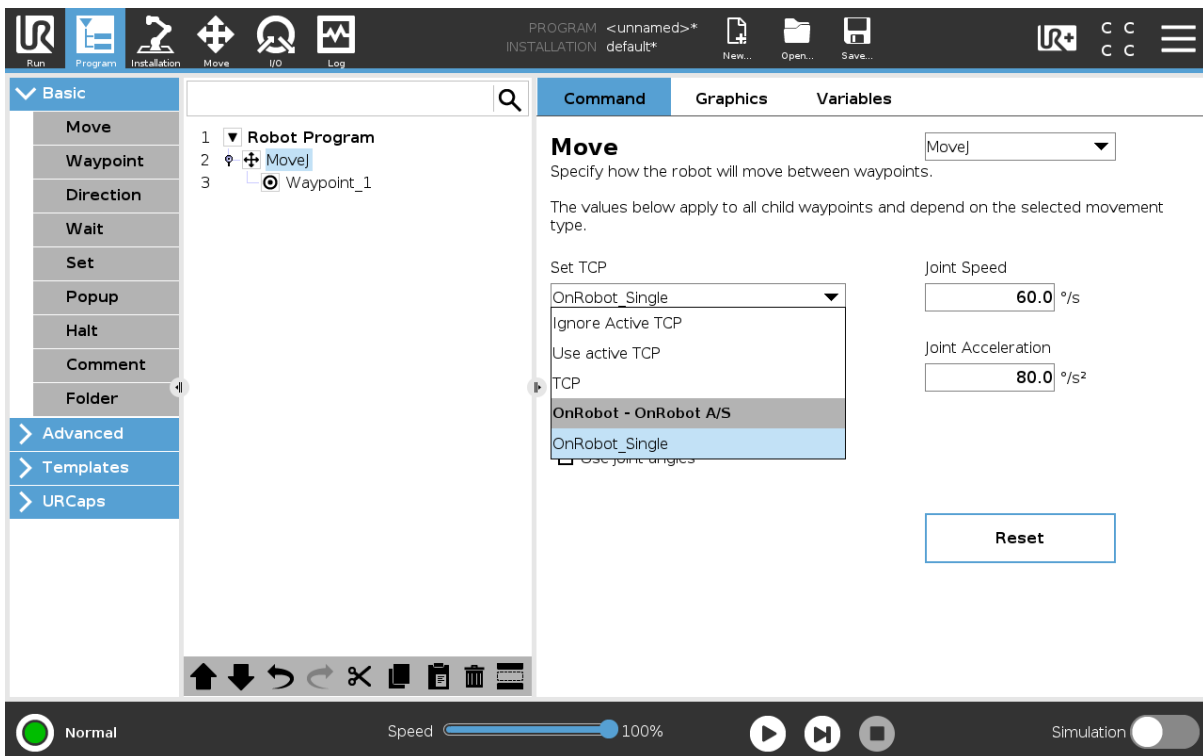 PROGRAM <unnamed>*
INSTALLATION default*
UR+
C C
C C
Run
Program
Installation
Move
I/O
Log
New...
Open...
Save...
Basic
Move
Waypoint
Direction
Wait
Set
Popup
Halt
Comment
Folder
Advanced
Templates
URCaps
1 Robot Program
2 MoveJ
3 Waypoint_1
Command
Graphics
Variables
Move
MoveJ
Specify how the robot will move between waypoints.
The values below apply to all child waypoints and depend on the selected movement
type.
Set TCP
Joint Speed
OnRobot_Single
60.0 °/s
Ignore Active TCP
Use active TCP
Joint Acceleration
TCP
80.0 °/s²
OnRobot - OnRobot A/S
OnRobot_Single
Use joint angles
Reset
Normal
Speed
100%
Simulation